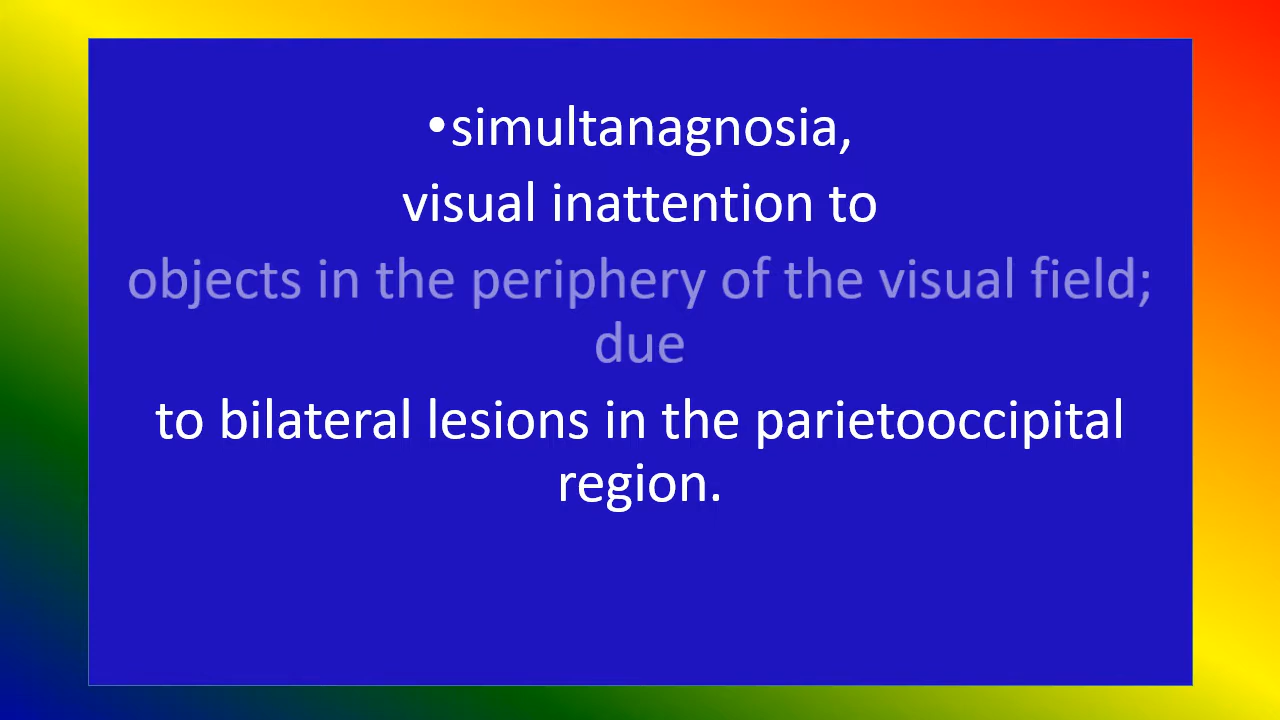 •simultanagnosia,
visual inattention to
objects in the periphery of the visual field;
due
to bilateral lesions in the parietooccipital
region.